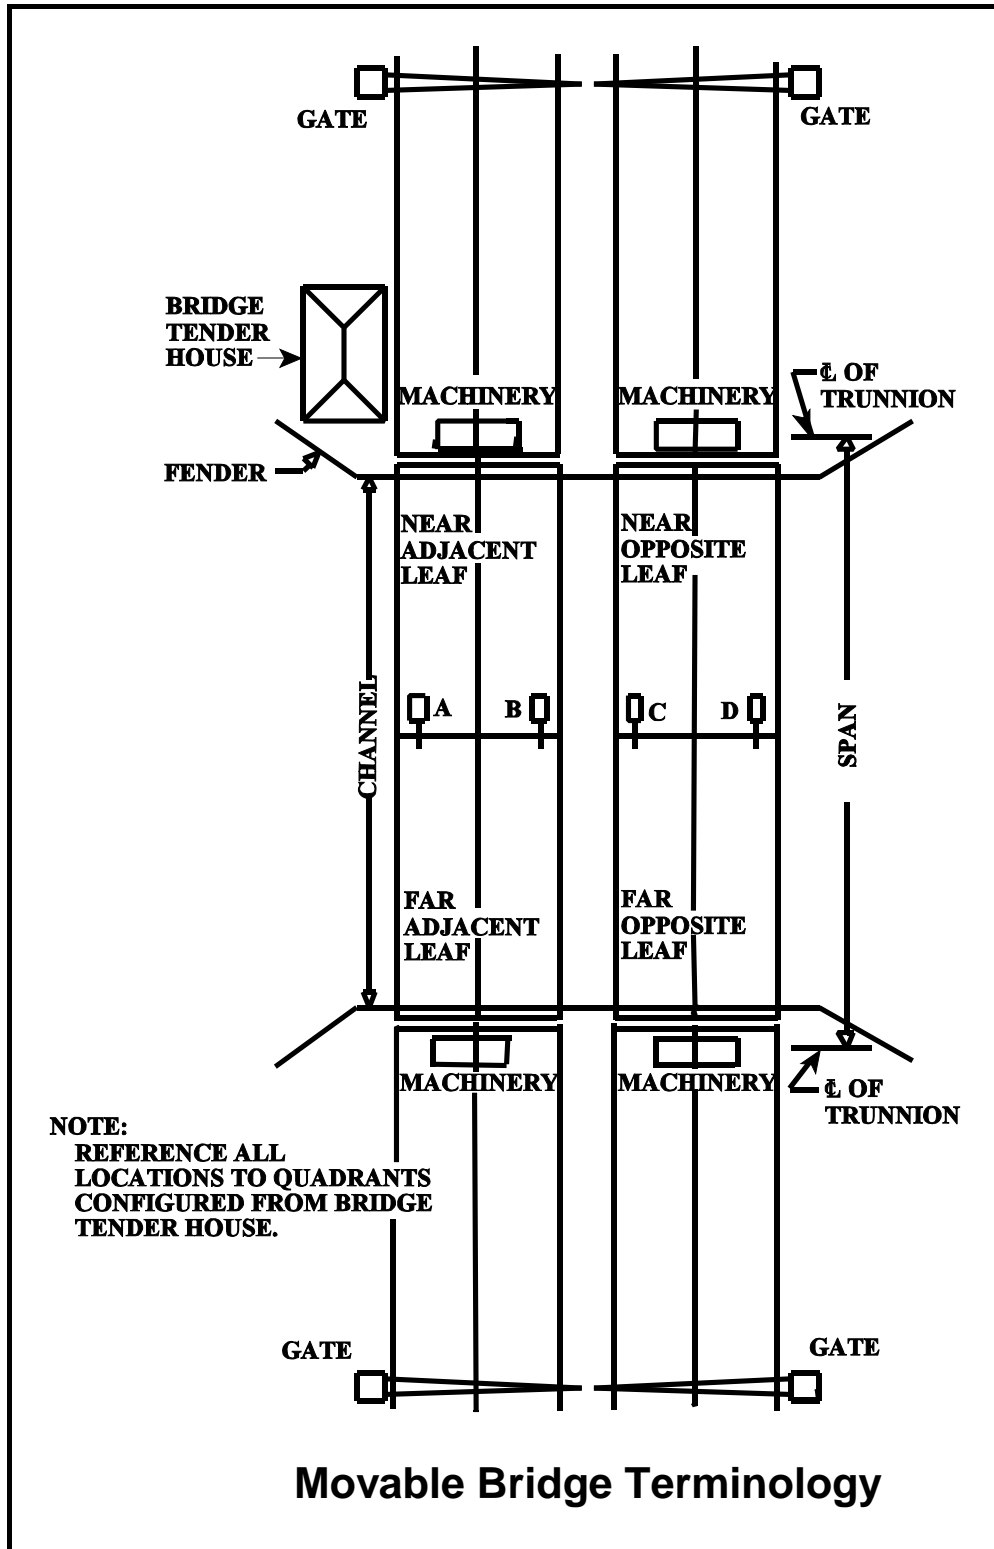 GATE
GATE
BRIDGE
TENDER
HOUSE
MACHINERY
MACHINERY
℄ OF
TRUNNION
FENDER
NEAR
ADJACENT
LEAF
NEAR
OPPOSITE
LEAF
CHANNEL
A
B
C
D
SPAN
FAR
ADJACENT
LEAF
FAR
OPPOSITE
LEAF
MACHINERY
MACHINERY
℄ OF
TRUNNION
NOTE:
REFERENCE ALL
LOCATIONS TO QUADRANTS
CONFIGURED FROM BRIDGE
TENDER HOUSE.
GATE
GATE
Movable Bridge Terminology